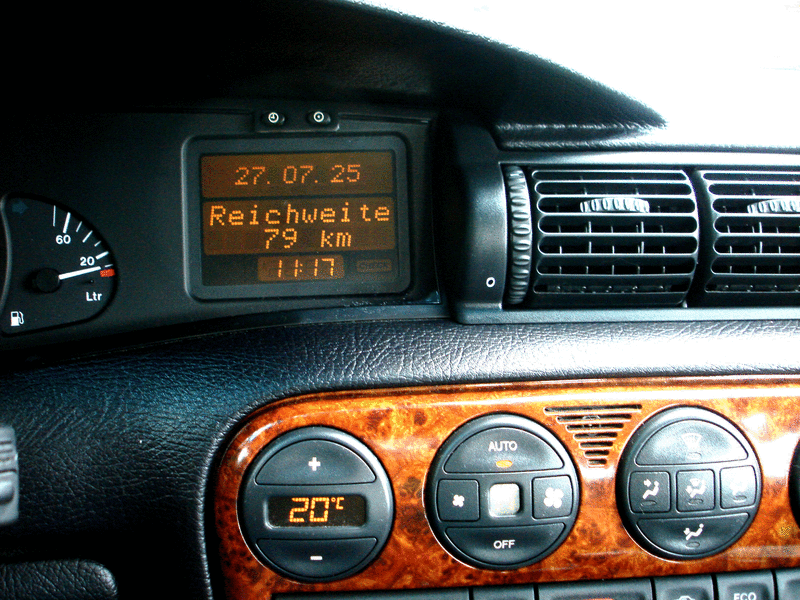 27.07.25
Reichweite
79 km
11:17
60
20
Ltr
+
20°C
-
AUTO
OFF
ECO